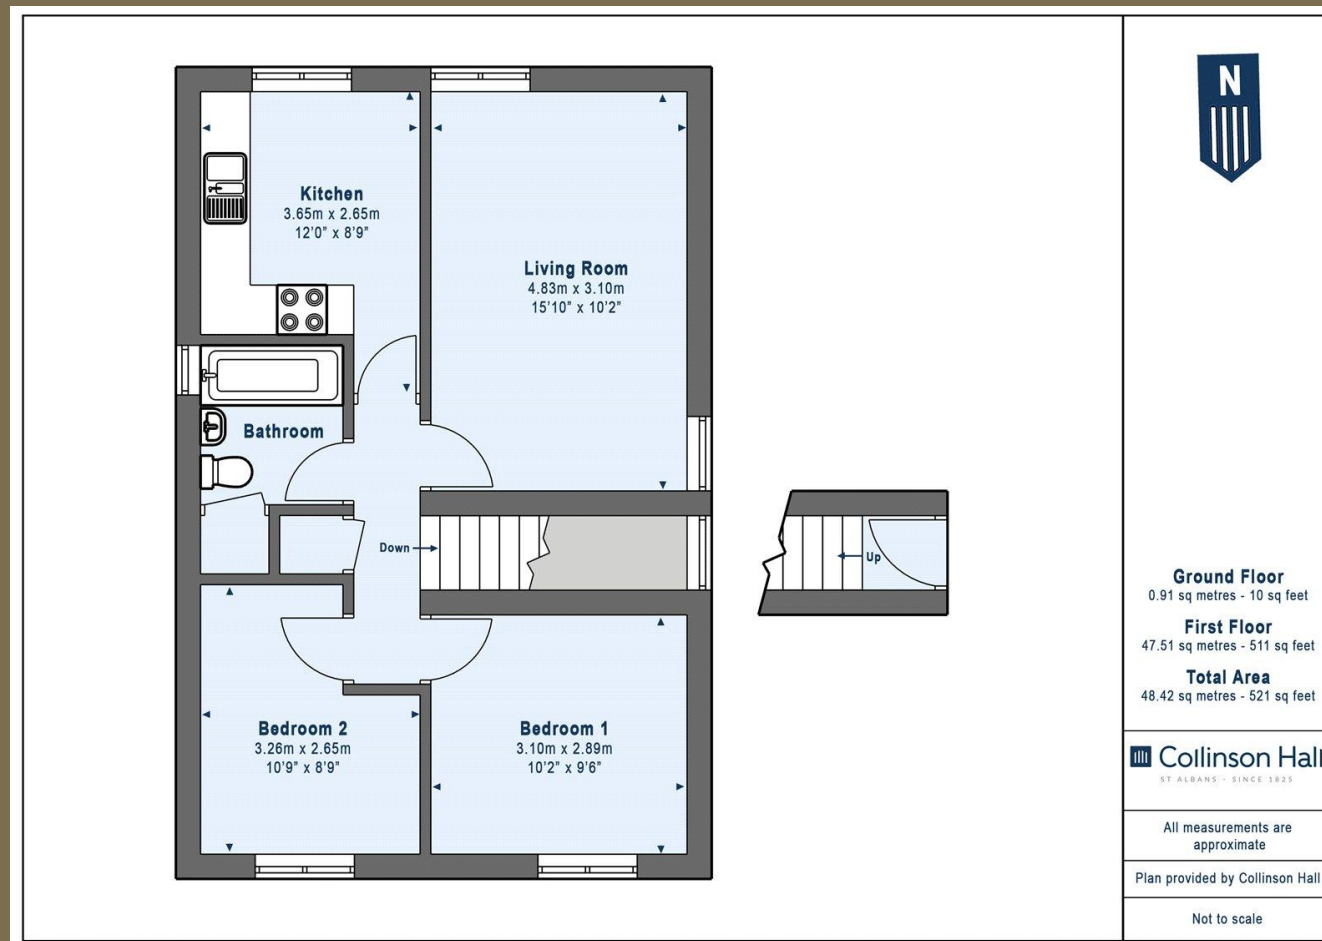 Kitchen
3.65m x 2.65m
12'0" x 8'9"
Living Room
4.83m x 3.10m
15'10" x 10'2"
Bathroom
Down
Up
Bedroom 2
3.26m x 2.65m
10'9" x 8'9"
Bedroom 1
3.10m x 2.89m
10'2" x 9'6"
N
Ground Floor
0.91 sq metres - 10 sq feet
First Floor
47.51 sq metres - 511 sq feet
Total Area
48.42 sq metres - 521 sq feet
Collinson Hall
ST ALBANS - SINCE 1825
All measurements are
approximate
Plan provided by Collinson Hall
Not to scale